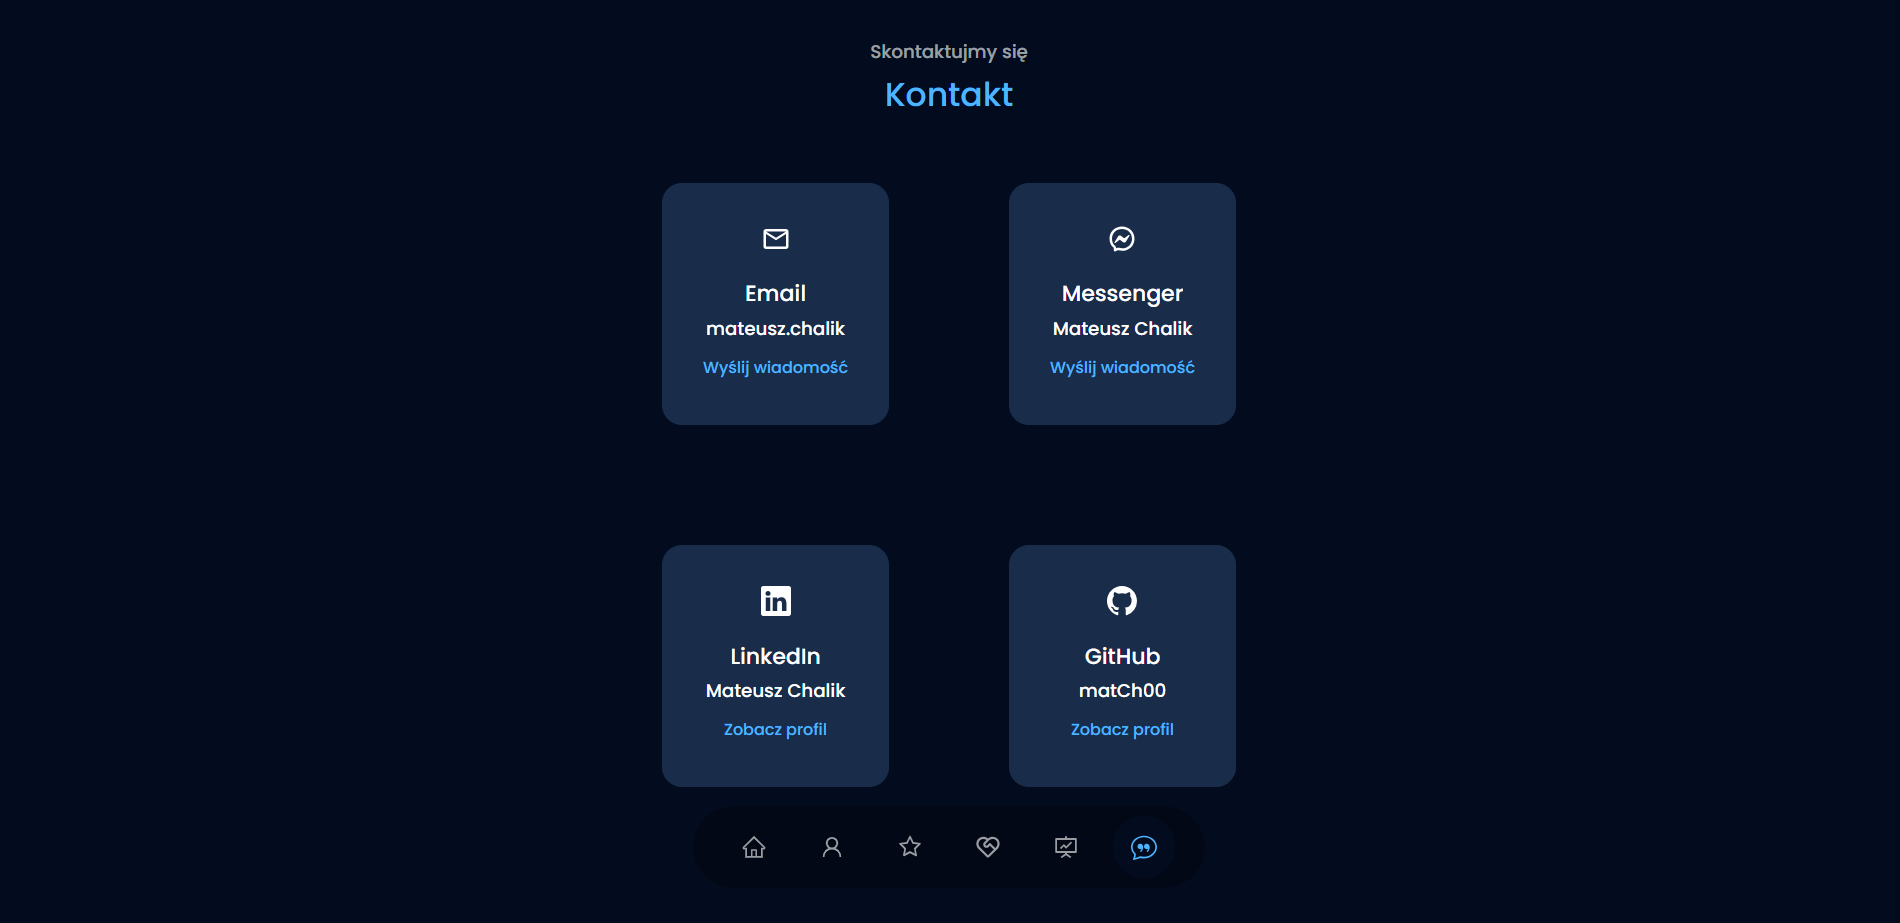 Skontaktujmy się
Kontakt
Email
mateusz.chalik
Wyślij wiadomość
Messenger
Mateusz Chalik
Wyślij wiadomość
LinkedIn
Mateusz Chalik
Zobacz profil
GitHub
matCh00
Zobacz profil